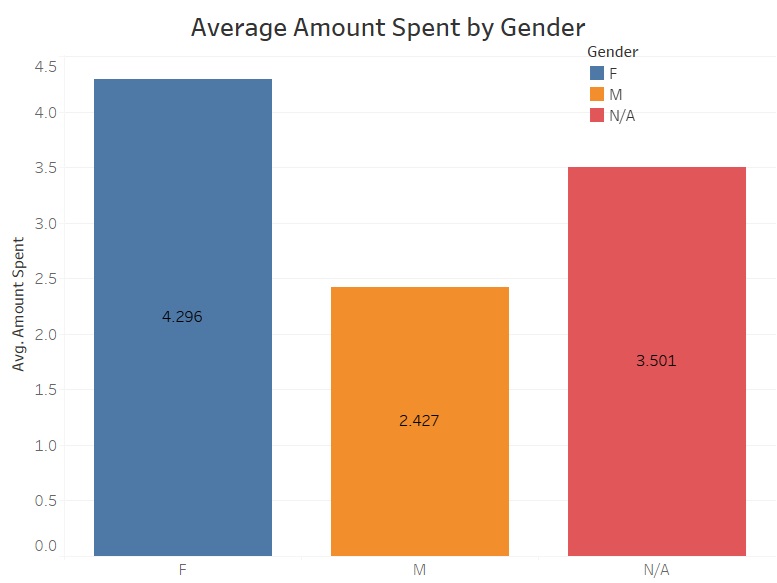 Average Amount Spent by Gender
Gender
F
M
N/A
Avg. Amount Spent
4.5
4.0
3.5
3.0
2.5
2.0
1.5
1.0
0.5
0.0
4.296
2.427
3.501
F
M
N/A